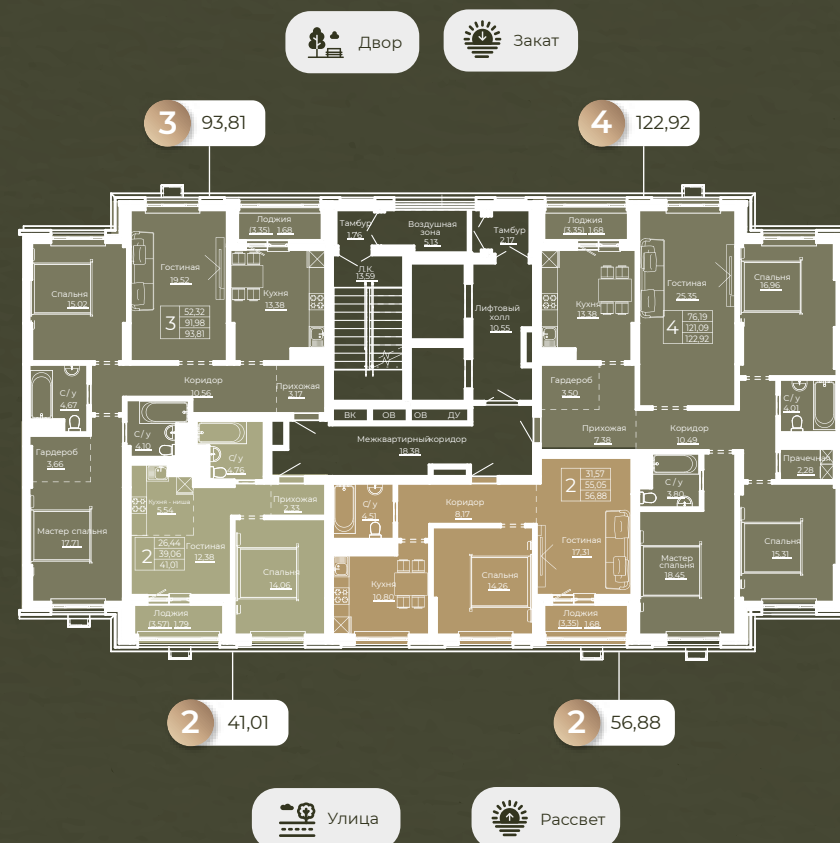 Двор
Закат
3
93,81
4
122,92
Лоджия
(3.35) 1.68
Тамбур
1.76
Воздушная
зона
5.13
Тамбур
2.17
Лоджия
(3.35) 1.68
Гостиная
19.52
Спальня
15.02
Кухня
13.38
Л.К.
13.59
Лифтовый
холл
10.55
Кухня
13.38
Гостиная
25.35
Спальня
16.96
3
52,32
91,98
93,81
4
76,19
121,09
122,92
Коридор
10.56
Прихожая
3.17
Гардероб
3.50
С/у
4.67
С/у
4.01
ВК
ОВ
ОВ
ДУ
С/у
4.10
С/у
4.76
Межквартирный коридор
18.38
Прихожая
7.38
Коридор
10.49
Гардероб
3.66
Прачечная
2.28
Кухня - ниша
5.54
Прихожая
2.33
С/у
4.51
Коридор
8.17
2
31,57
55,05
56,88
С/у
3.80
Мастер спальня
17.71
2
26,44
39,06
41,01
Гостиная
12.38
Спальня
14.06
Кухня
10.80
Спальня
14.26
Гостиная
17.31
Мастер
спальня
18.45
Спальня
15.31
Лоджия
(3.57) 1.79
Лоджия
(3.35) 1.68
2
41,01
2
56,88
Улица
Рассвет